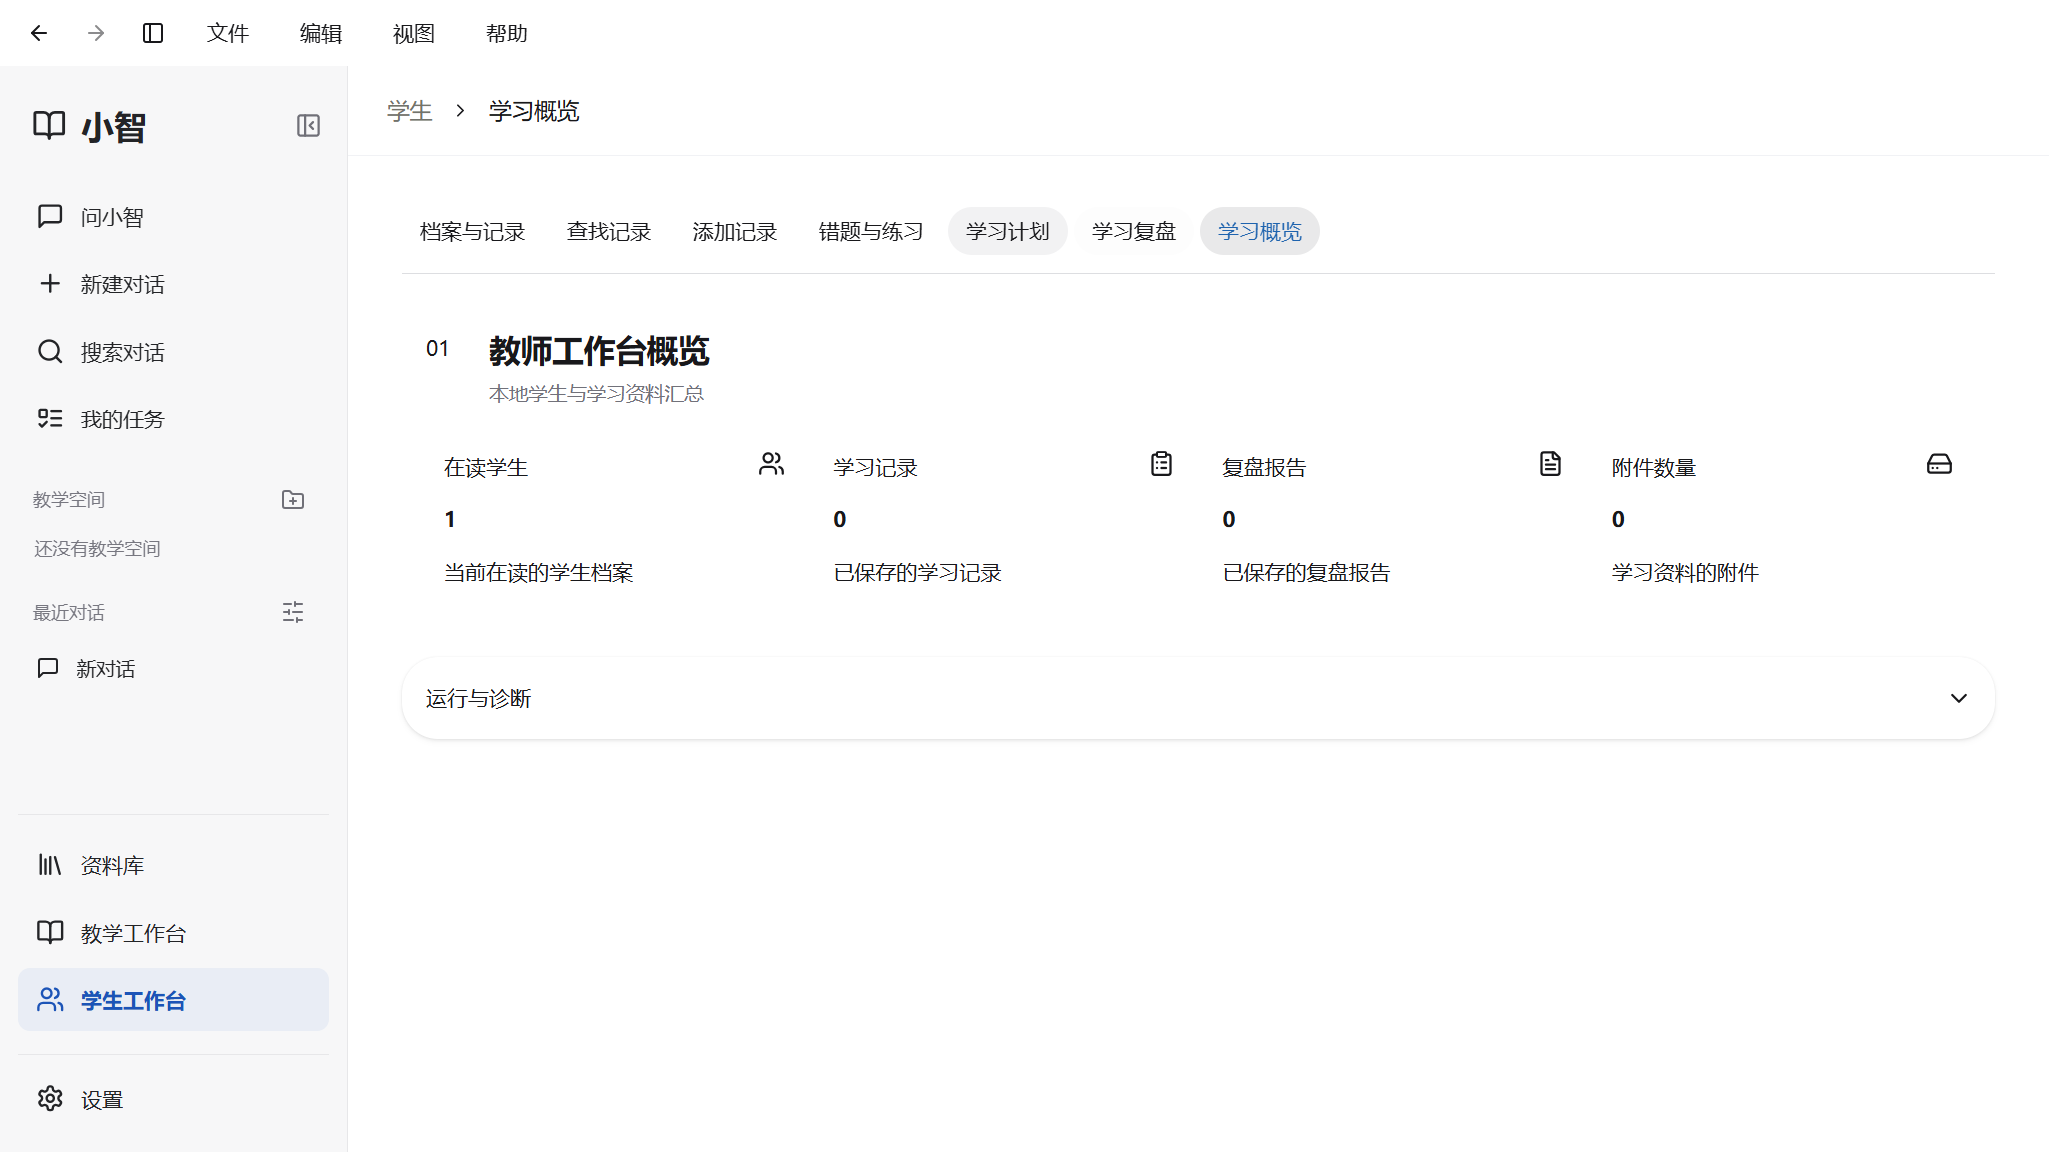 文件 编辑 视图 帮助
小智
问小智
新建对话
搜索对话
我的任务
教学空间
还没有教学空间
最近对话
新对话
资料库
教学工作台
学生工作台
设置
学生 > 学习概览
档案与记录 查找记录 添加记录 错题与练习 学习计划 学习复盘 学习概览
01 教师工作台概览
本地学生与学习资料汇总
在读学生
1
当前在读的学生档案
学习记录
0
已保存的学习记录
复盘报告
0
已保存的复盘报告
附件数量
0
学习资料的附件
运行与诊断